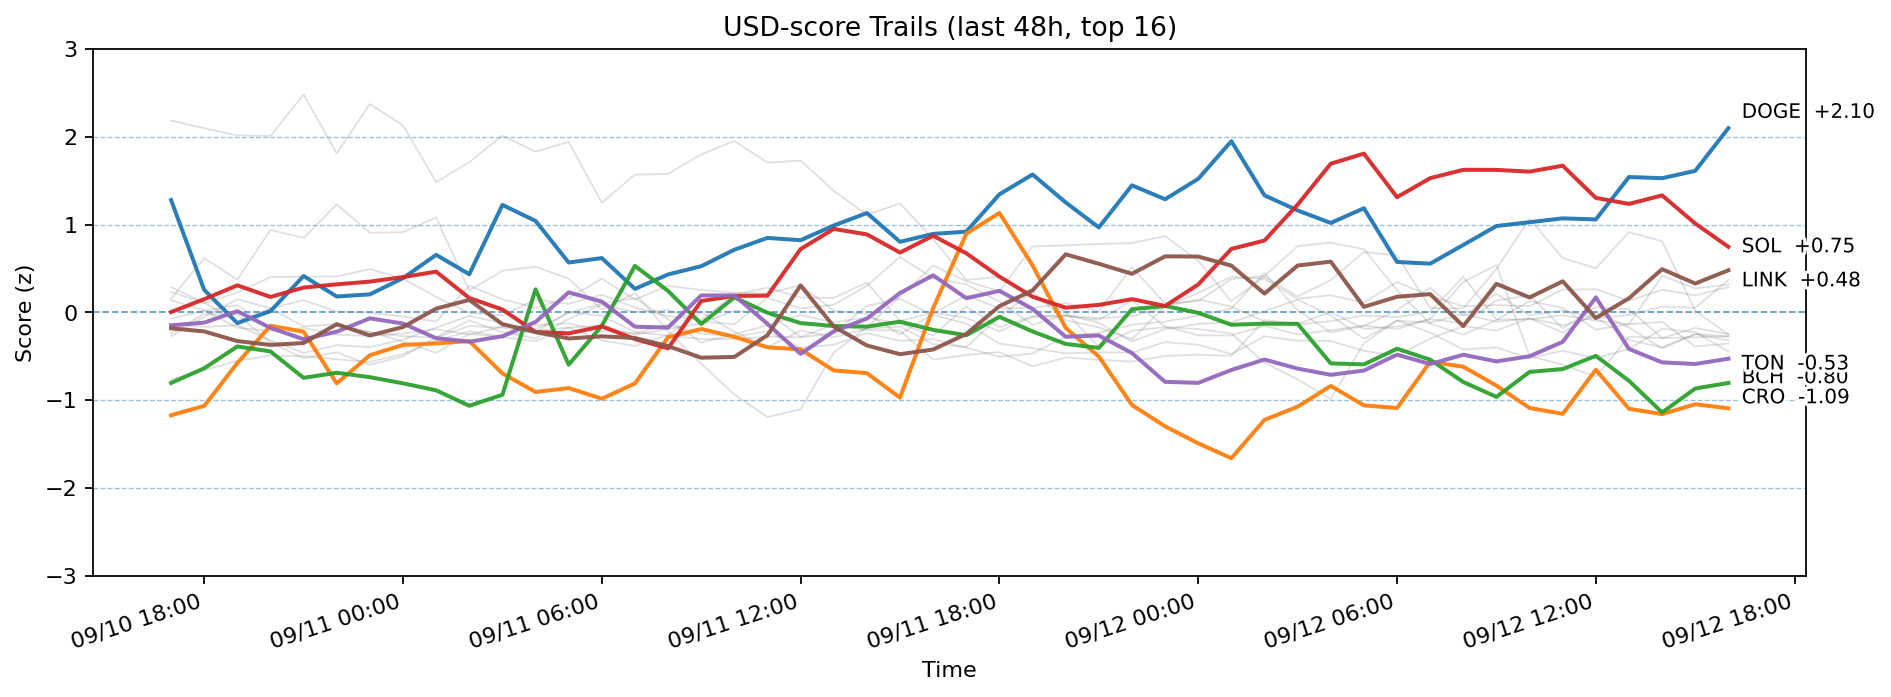 USD-score Trails (last 48h, top 16)
Score (z)
3
2
1
0
−1
−2
−3
DOGE +2.10
SOL +0.75
LINK +0.48
TON -0.53
BCH -0.80
CRO -1.09
09/10 18:00
09/11 00:00
09/11 06:00
09/11 12:00
09/11 18:00
09/12 00:00
09/12 06:00
09/12 12:00
09/12 18:00
Time